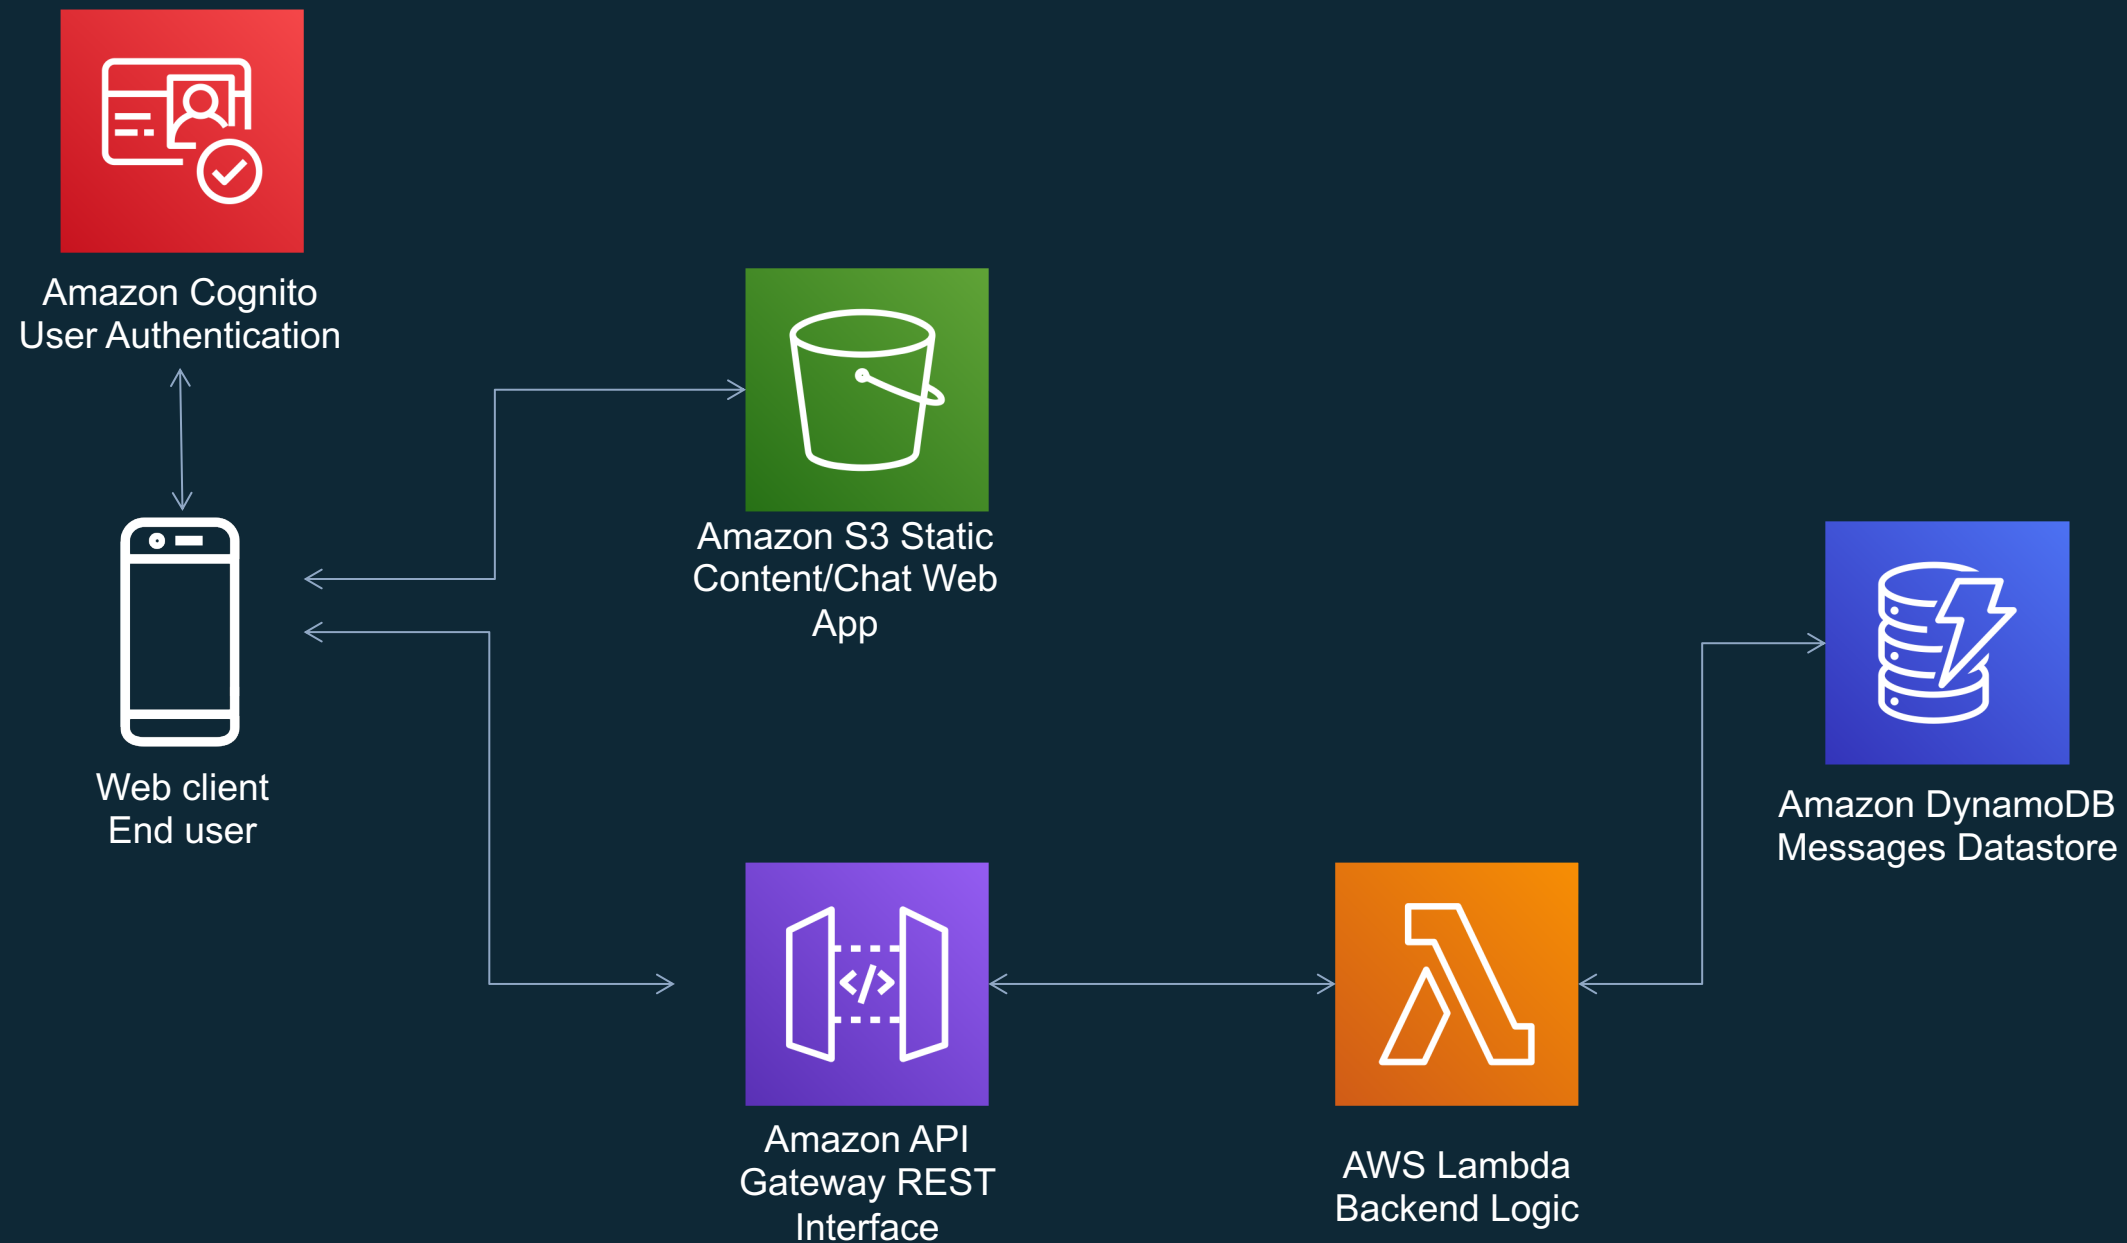 Amazon Cognito
User Authentication
Amazon S3 Static
Content/Chat Web
App
Web client
End user
Amazon DynamoDB
Messages Datastore
</>
Amazon API
Gateway REST
Interface
AWS Lambda
Backend Logic